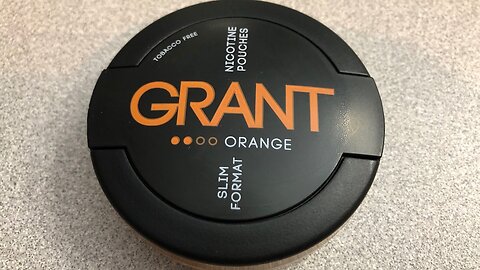 TOBACCO FREE
NICOTINE
POUCHES
GRANT
ORANGE
SLIM
FORMAT